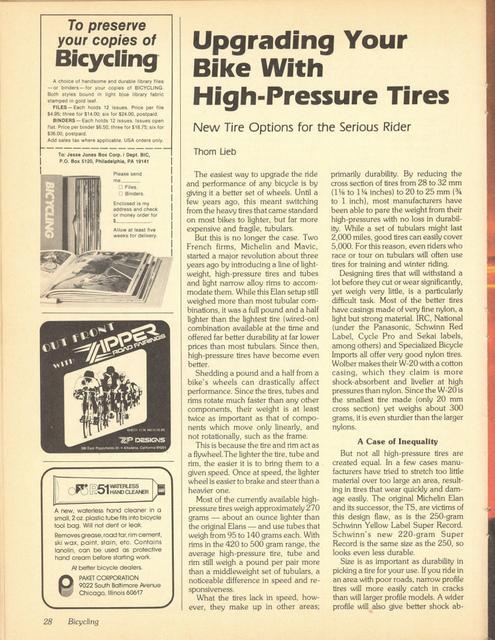 To preserve
your copies of
Bicycling
A choice of handsome and durable library files
—or binders—for your copies of BICYCLING.
Both styles bound in light blue library fabric
stamped in gold leaf.
FILES—Each holds 12 issues. Price per file
$4.95; three for $14.00; six for $24.00, postpaid.
BINDERS—Each holds 12 issues. Issues open
flat. Price per binder $6.50; three for $18.75; six for
$36.00; postpaid.
Add sales tax where applicable. USA orders only.
To: Jesse Jones Box Corp. / Dept. BIC,
P.O. Box 5120, Philadelphia, PA 19141
Please send
me
Files
Binders.
Enclosed is my
address and check
or money order for
$
Allow at least five
weeks for delivery.
BICYCLING
OUT FRONT
WITH
ZIPPER
ROAD FAIRINGS
ZP DESIGNS
P.51 WATERLESS
HAND CLEANER
A new, waterless hand cleaner in a
small, 2 oz. plastic tube fits into bicycle
tool bag. Will not dent or leak.
Removes grease, road tar, rim cement,
ski wax, paint, stain, etc. Contains
lanolin, can be used as protective
hand cream before starting work.
At better bicycle dealers.
PAKET CORPORATION
9022 South Baltimore Avenue
Chicago, Illinois 60617
28 Bicycling
Upgrading Your
Bike With
High-Pressure Tires
New Tire Options for the Serious Rider
Thom Lieb
The easiest way to upgrade the ride
and performance of any bicycle is by
giving it a better set of wheels. Until a
few years ago, this meant switching
from the heavy tires that came standard
on most bikes to lighter, but far more
expensive and fragile, tubulars.
But this is no longer the case. Two
French firms, Michelin and Mavic,
started a major revolution about three
years ago by introducing a line of light-
weight, high-pressure tires and tubes
and light narrow alloy rims to accom-
modate them. While this Elan setup still
weighed more than most tubular com-
binations, it was a full pound and a half
lighter than the lightest tire (wired-on)
combination available at the time and
offered far better durability at far lower
prices than most tubulars. Since then,
high-pressure tires have become even
better.
Shedding a pound and a half from a
bike's wheels can drastically affect
performance. Since the tires, tubes and
rims rotate much faster than any other
components, their weight is at least
twice as important as that of compo-
nents which move only linearly, and
not rotationally, such as the frame.
This is because the tire and rim act as
a flywheel. The lighter the tire, tube and
rim, the easier it is to bring them to a
given speed. Once at speed, the lighter
wheel is easier to brake and steer than a
heavier one.
Most of the currently available high-
pressure tires weigh approximately 270
grams — about an ounce lighter than
the original Elans — and use tubes that
weigh from 95 to 140 grams each. With
rims in the 420 to 500 gram range, the
average high-pressure tire, tube and
rim still weigh a pound per pair more
than a middleweight set of tubulars, a
noticeable difference in speed and re-
sponsiveness.
What the tires lack in speed, how-
ever, they make up in other areas;
primarily durability. By reducing the
cross section of tires from 28 to 32 mm
(1⅛ to 1¼ inches) to 20 to 25 mm (¾
to 1 inch), most manufacturers have
been able to pare the weight from their
high-pressures with no loss in durabil-
ity. While a set of tubulars might last
2,000 miles, good tires can easily cover
5,000. For this reason, even riders who
race or tour on tubulars will often use
tires for training and winter riding.
Designing tires that will withstand a
lot before they cut or wear significantly,
yet weigh very little, is a particularly
difficult task. Most of the better tires
have casings made of very fine nylon, a
light but strong material. IRC, National
(under the Panasonic, Schwinn Red
Label, Cycle Pro and Sekai labels,
among others) and Specialized Bicycle
Imports all offer very good nylon tires.
Wolber makes their W-20 with a cotton
casing, which they claim is more
shock-absorbent and livelier at high
pressures than nylon. Since the W-20 is
the smallest tire made (only 20 mm
cross section) yet weighs about 300
grams, it is even sturdier than the larger
nylons.
A Case of Inequality
But not all high-pressure tires are
created equal. In a few cases manu-
facturers have tried to stretch too little
material over too large an area, result-
ing in tires that wear quickly and dam-
age easily. The original Michelin Elan
and its successor, the TS, are victims of
this design flaw, as is the 250-gram
Schwinn Yellow Label Super Record.
Schwinn's new 220-gram Super
Record is the same size as the 250, so
looks even less durable.
Size is as important as durability in
picking a tire for your use. If you ride in
an area with poor roads, narrow profile
tires will more easily catch in cracks
than will larger profile models. A wider
profile will also give better shock ab-